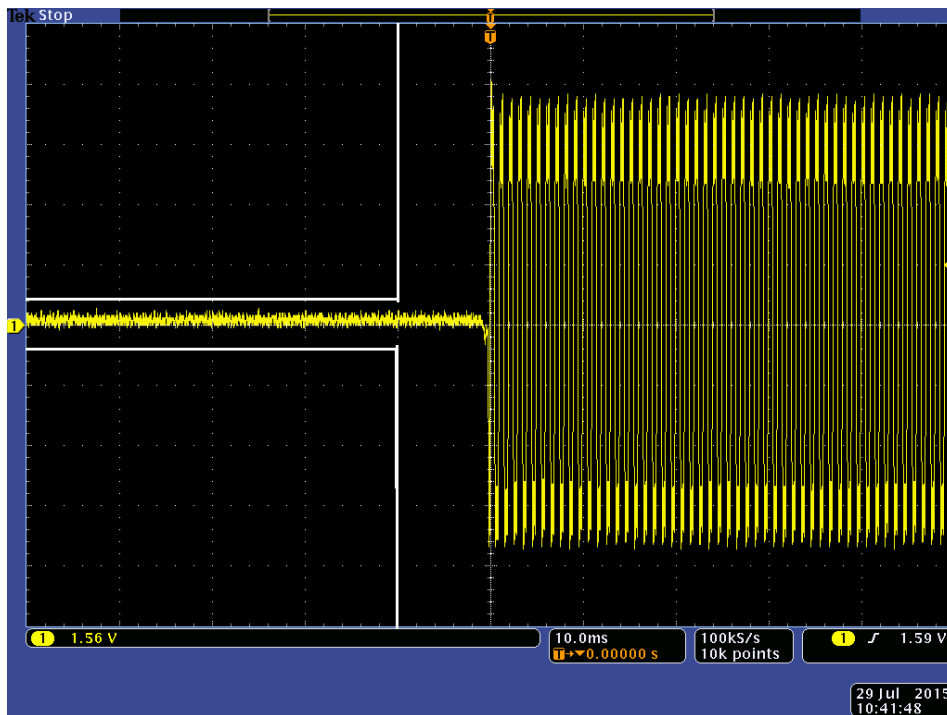 Tek Stop
T
T
1
1 1.56 V
10.0ms
T→▼0.00000 s
100kS/s
10k points
1 ʃ 1.59 V
29 Jul 2015
10:41:48